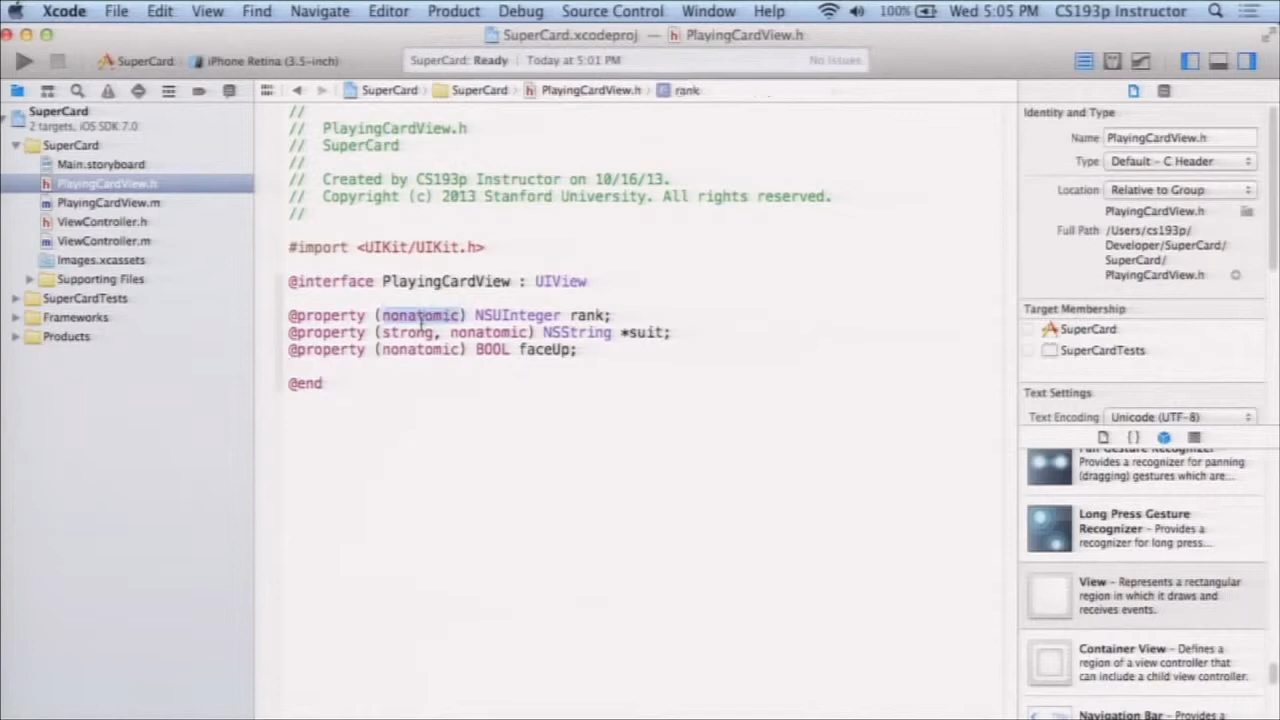 Xcode File Edit View Find Navigate Editor Product Debug Source Control Window Help 100% Wed 5:05 PM CS193p Instructor
SuperCard.xcodeproj — PlayingCardView.h
SuperCard iPhone Retina (3.5-inch) SuperCard: Ready Today at 5:01 PM No Issues
SuperCard SuperCard PlayingCardView.h rank
SuperCard
2 targets, iOS SDK 7.0
SuperCard
Main.storyboard
PlayingCardView.h
PlayingCardView.m
ViewController.h
ViewController.m
Images.xcassets
Supporting Files
SuperCardTests
Frameworks
Products
//
// PlayingCardView.h
// SuperCard
//
// Created by CS193p Instructor on 10/16/13.
// Copyright (c) 2013 Stanford University. All rights reserved.
//
#import <UIKit/UIKit.h>
@interface PlayingCardView : UIView
@property (nonatomic) NSUInteger rank;
@property (strong, nonatomic) NSString *suit;
@property (nonatomic) BOOL faceUp;
@end
Identity and Type
Name PlayingCardView.h
Type Default - C Header
Location Relative to Group
PlayingCardView.h
Full Path /Users/cs193p/
Developer/SuperCard/
SuperCard/
PlayingCardView.h
Target Membership
SuperCard
SuperCardTests
Text Settings
Text Encoding Unicode (UTF-8)
{ }
Pan Gesture Recognizer
Provides a recognizer for panning
(dragging) gestures which are...
Long Press Gesture
Recognizer - Provides a
recognizer for long press...
View - Represents a rectangular
region in which it draws and
receives events.
Container View - Defines a
region of a view controller that
can include a child view controller.
Navigation Bar - Provides a